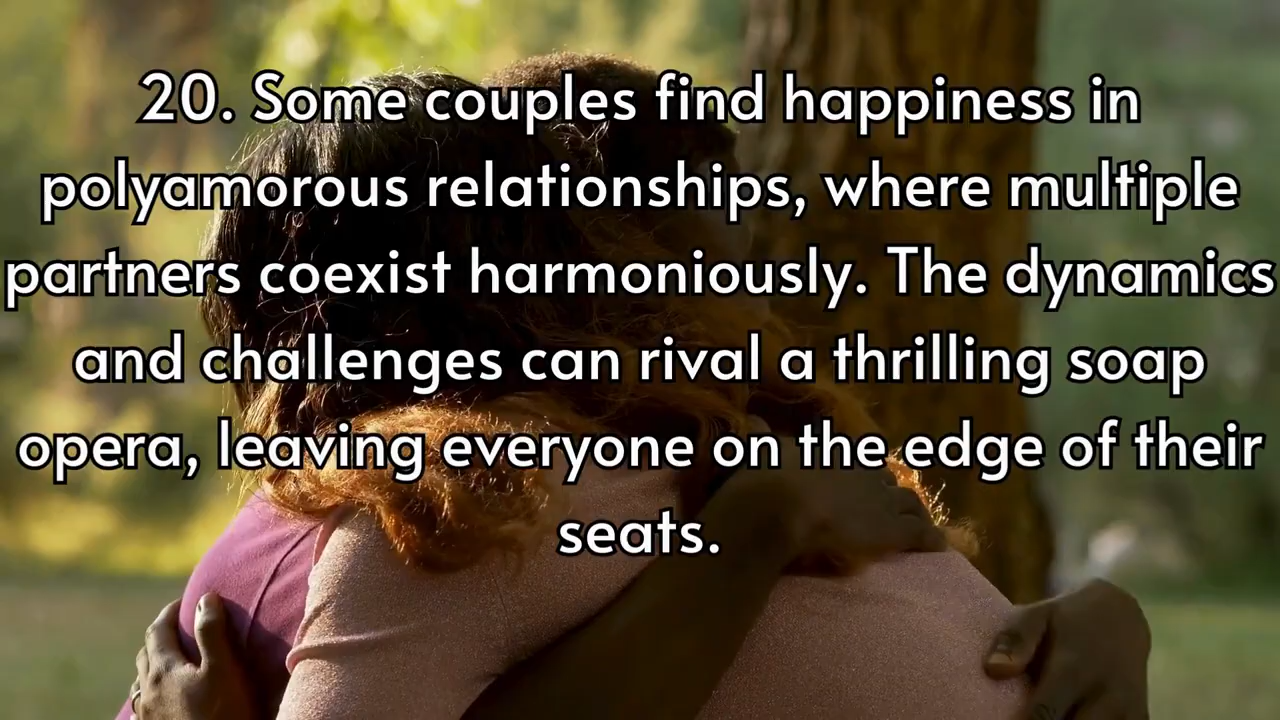 20. Some couples find happiness in
polyamorous relationships, where multiple
partners coexist harmoniously. The dynamics
and challenges can rival a thrilling soap
opera, leaving everyone on the edge of their
seats.